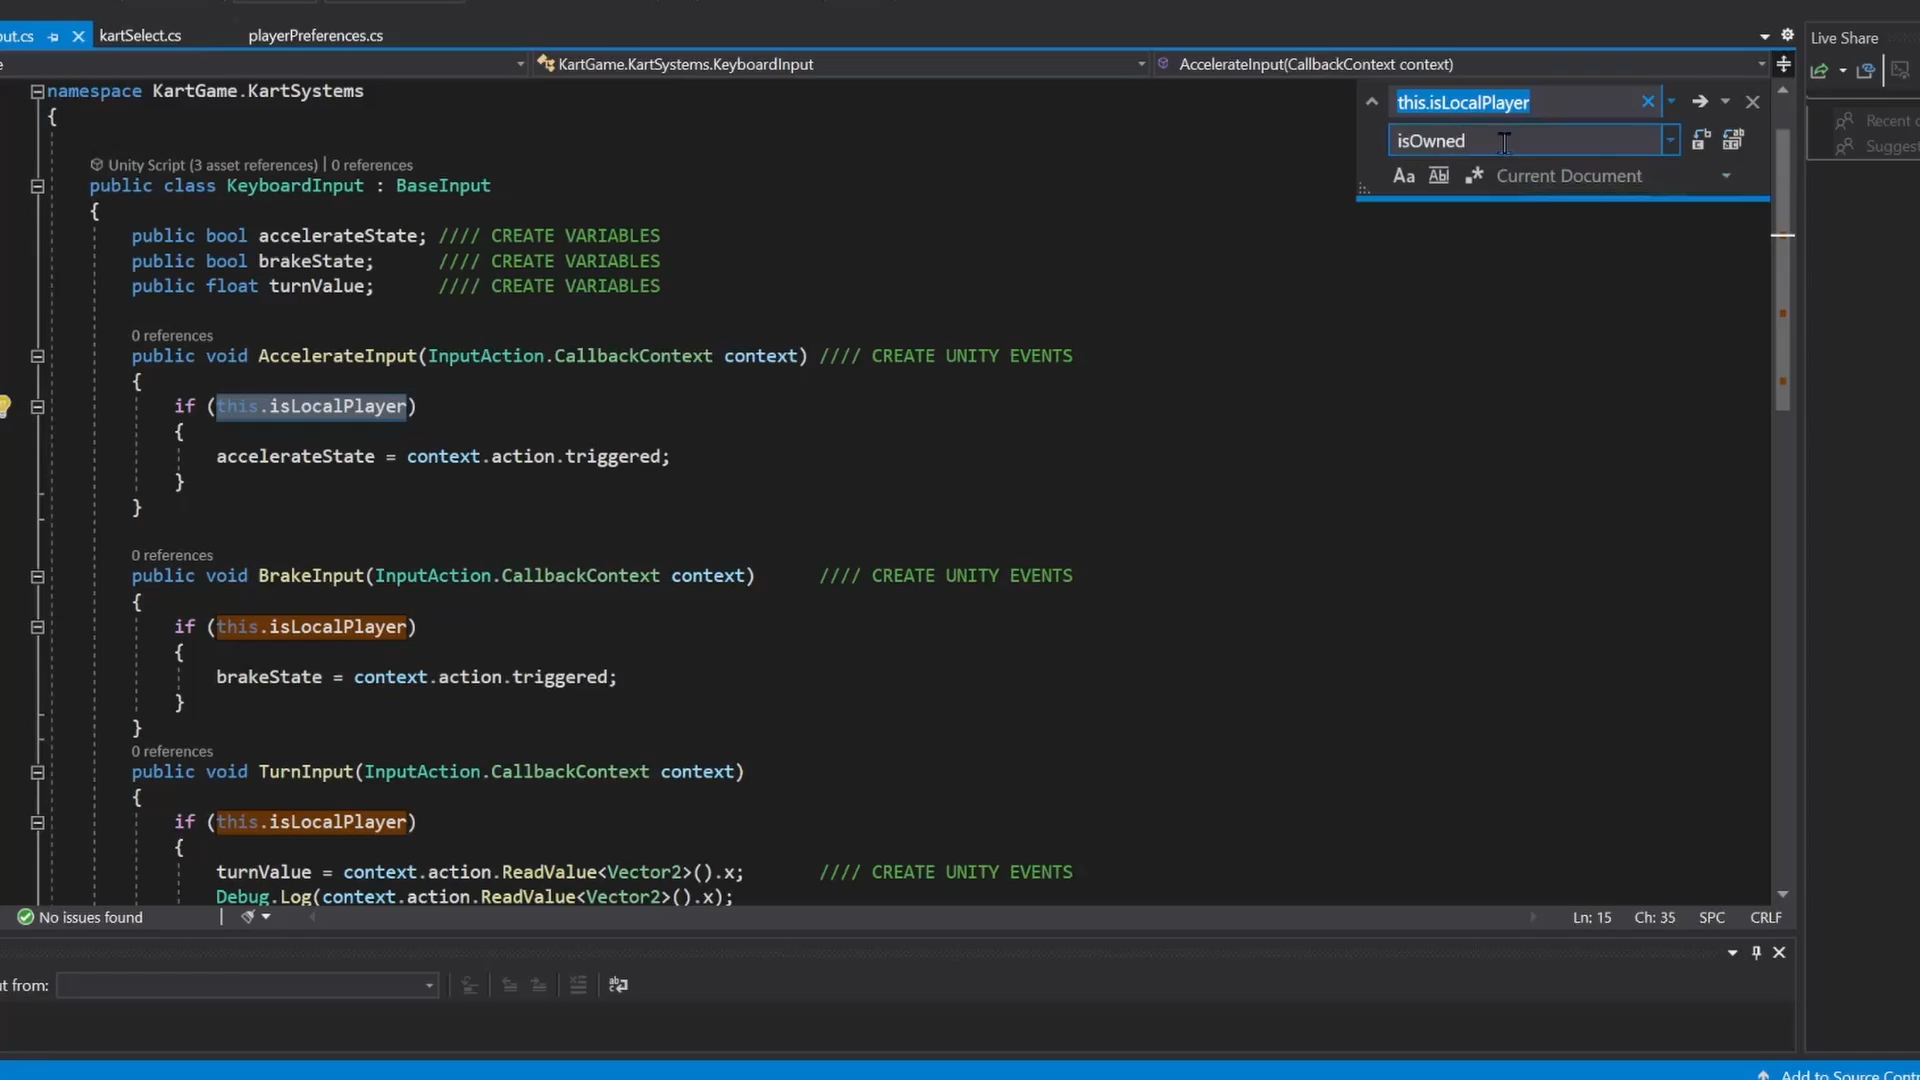 put.cs kartSelect.cs playerPreferences.cs
Live Share
KartGame.KartSystems.KeyboardInput AccelerateInput(CallbackContext context)
namespace KartGame.KartSystems
{
this.isLocalPlayer
isOwned
Aa Ab Current Document
Recent
Suggest
Unity Script (3 asset references) | 0 references
public class KeyboardInput : BaseInput
{
public bool accelerateState; //// CREATE VARIABLES
public bool brakeState; //// CREATE VARIABLES
public float turnValue; //// CREATE VARIABLES
0 references
public void AccelerateInput(InputAction.CallbackContext context) //// CREATE UNITY EVENTS
{
if (this.isLocalPlayer)
{
accelerateState = context.action.triggered;
}
}
0 references
public void BrakeInput(InputAction.CallbackContext context) //// CREATE UNITY EVENTS
{
if (this.isLocalPlayer)
{
brakeState = context.action.triggered;
}
}
0 references
public void TurnInput(InputAction.CallbackContext context)
{
if (this.isLocalPlayer)
{
turnValue = context.action.ReadValue<Vector2>().x; //// CREATE UNITY EVENTS
Debug.Log(context.action.ReadValue<Vector2>().x);
No issues found
Ln: 15 Ch: 35 SPC CRLF
t from:
Add to Source Contr